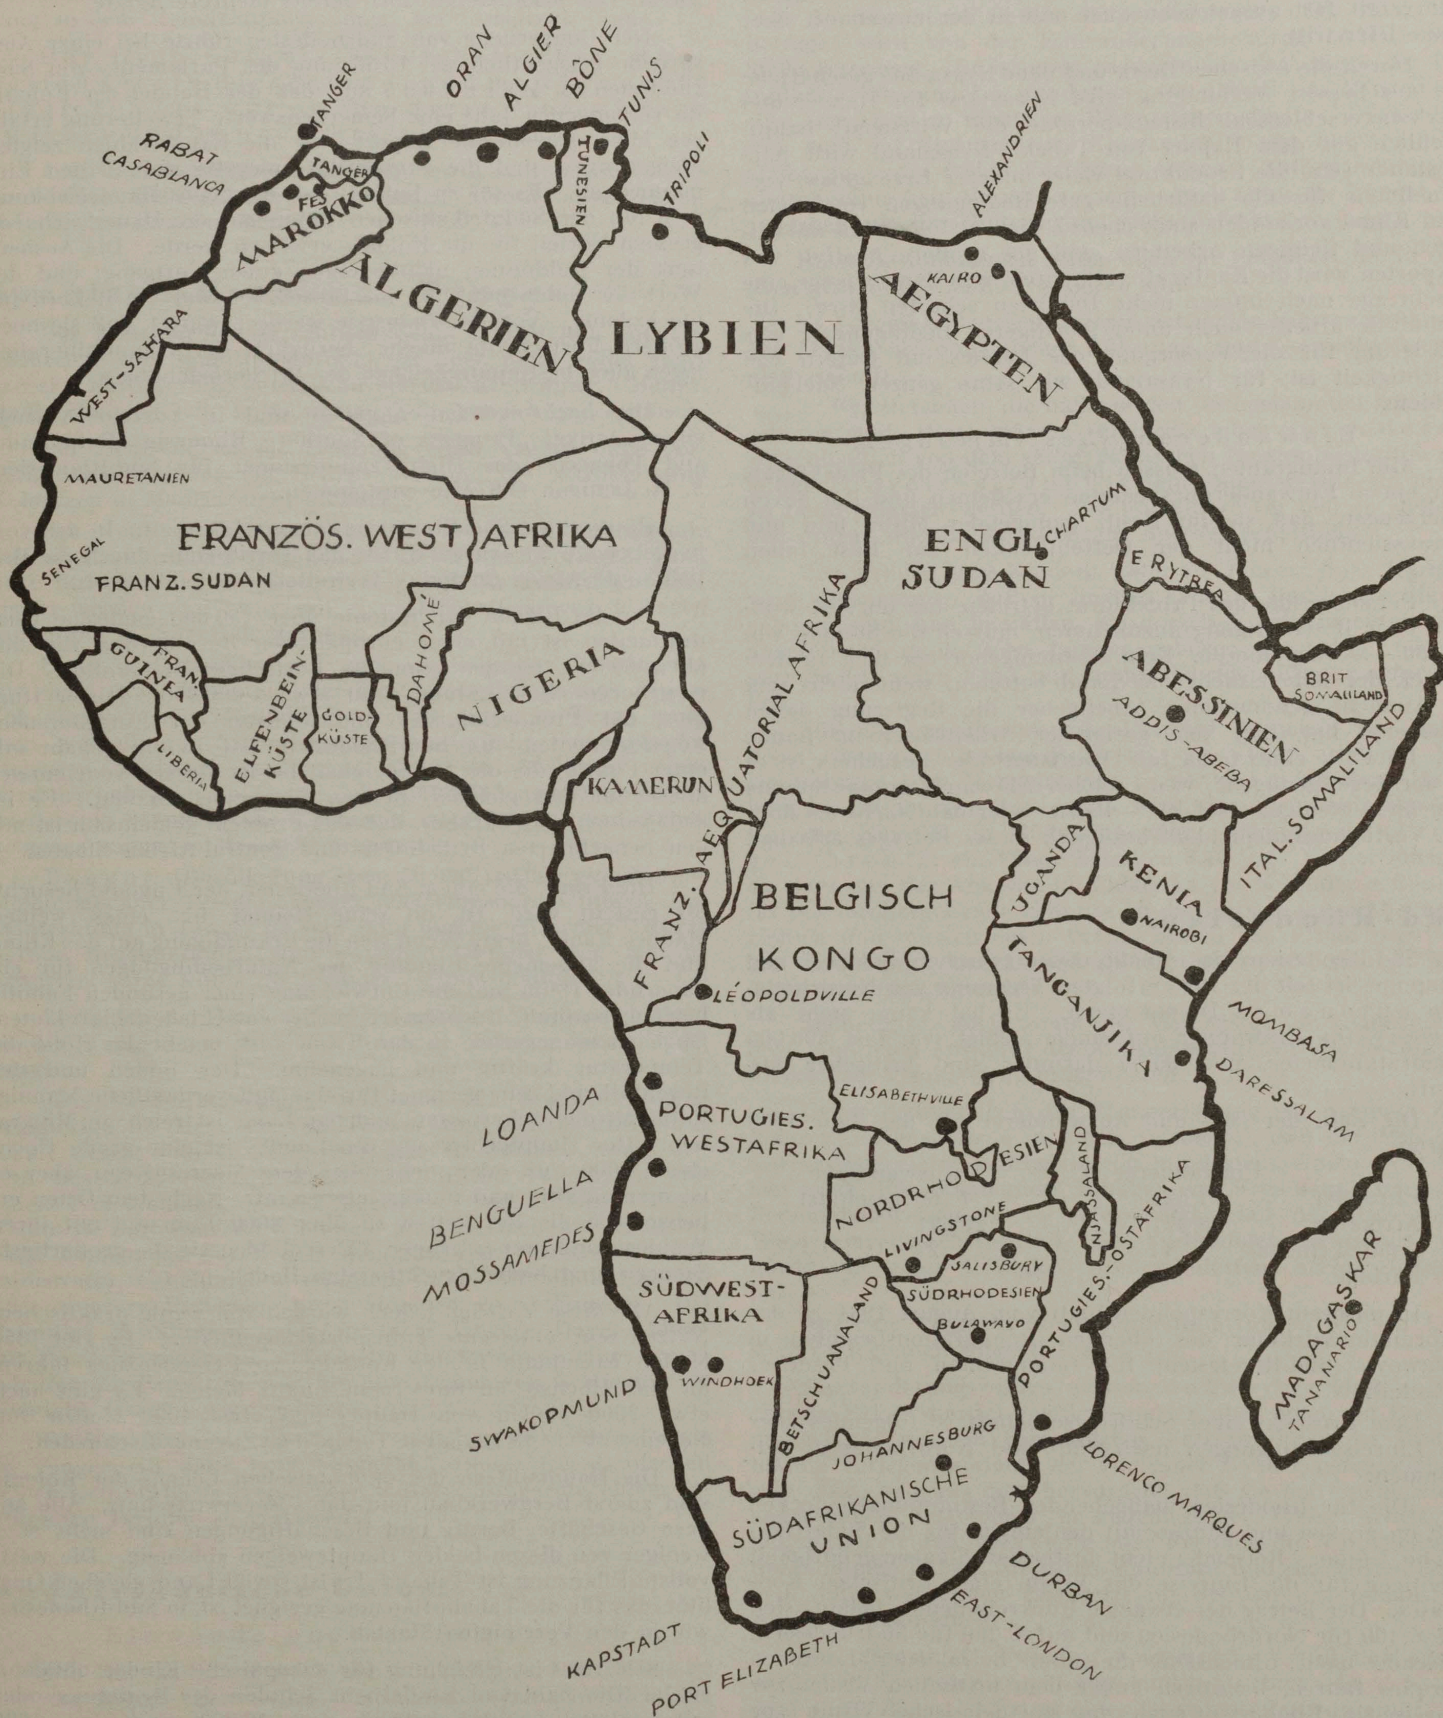 TANGER
ORAN
ALGIER
BÔNE
TUNIS
TRIPOLI
ALEXANDRIEN
RABAT
CASABLANCA
TANGER
FES
MAROKKO
TUNESIEN
ALGERIEN
LYBIEN
KAIRO
AEGYPTEN
WEST-SAHARA
MAURETANIEN
FRANZÖS. WEST AFRIKA
SENEGAL
FRANZ. SUDAN
ENGL.
SUDAN
CHARTUM
ERYTREA
DAHOMÉ
NIGERIA
FRAN.
GUINEA
LIBERIA
ELFENBEIN-
KÜSTE
GOLD-
KÜSTE
KAMERUN
FRANZ. AEQUATORIALAFRIKA
ABESSINIEN
ADDIS-ABEBA
BRIT
SOMALILAND
ITAL. SOMALILAND
UGANDA
KENIA
NAIROBI
BELGISCH
KONGO
LÉOPOLDVILLE
TANGANJIKA
MOMBASA
DARESSALAM
ELISABETHVILLE
LOANDA
PORTUGIES.
WESTAFRIKA
BENGUELLA
MOSSAMEDES
NORDRHODESIEN
NJASSALAND
LIVINGSTONE
SALISBURY
SÜDRHODESIEN
BULAWAVO
PORTUGIES.-OSTAFRIKA
MADAGASKAR
TANANARIO
SÜDWEST-
AFRIKA
WINDHOEK
SWAKOPMUND
BETSCHUANALAND
JOHANNESBURG
SÜDAFRIKANISCHE
UNION
LORENCO MARQUES
DURBAN
EAST-LONDON
KAPSTADT
PORT ELIZABETH